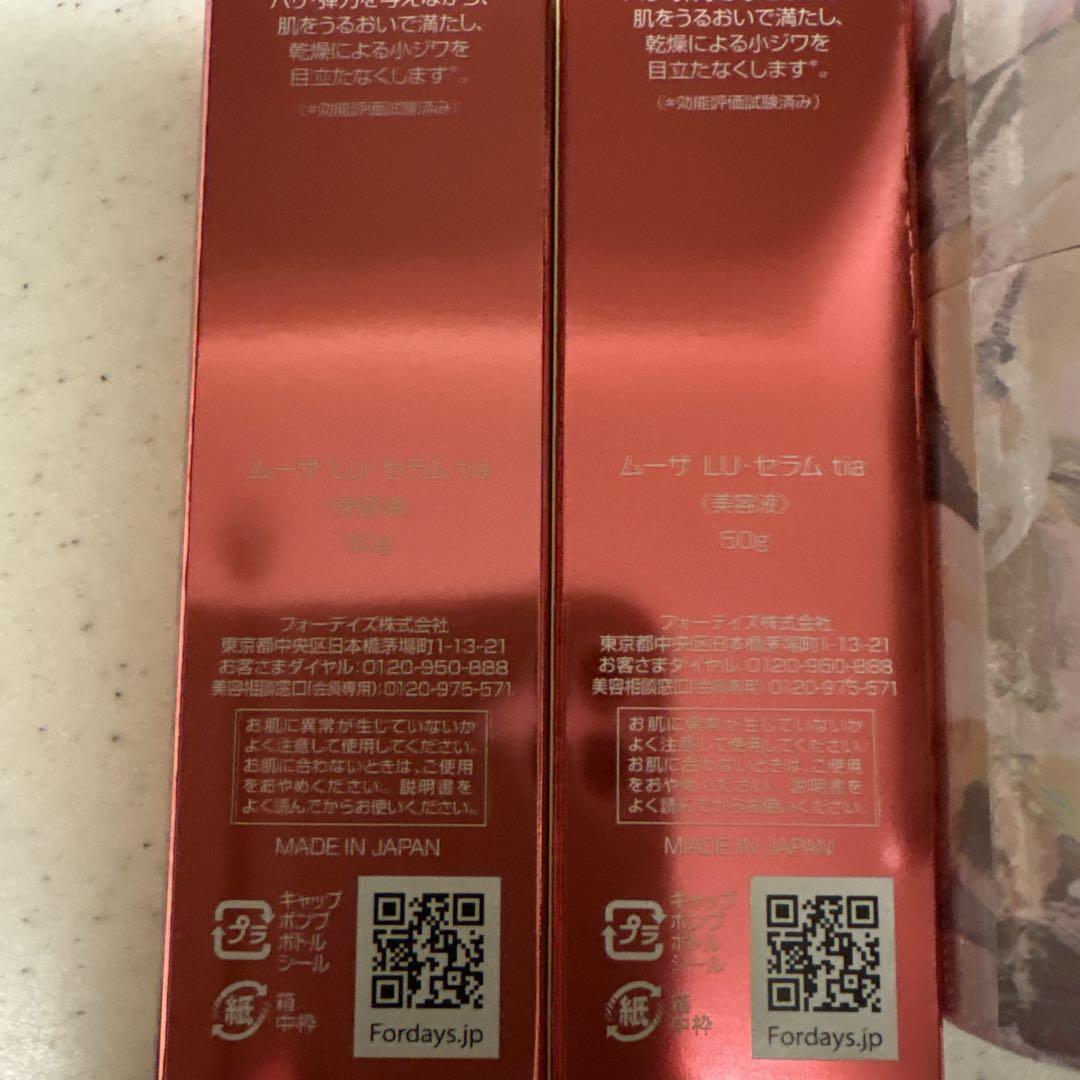 ハリ・弾力を与えながら、
肌をうるおいで満たし、
乾燥による小ジワを
目立たなくします*。
(*効能評価試験済み)
ムーサ LU・セラム tia
《美容液》
50g
フォーデイズ株式会社
東京都中央区日本橋茅場町1-13-21
お客さまダイヤル:0120-950-888
美容相談窓口(会員専用):0120-975-571
お肌に異常が生じていないか
よく注意して使用してください。
お肌に合わないときは、ご使用
をおやめください。説明書を
よく読んでからお使いください。
MADE IN JAPAN
プラ
キャップ
ポンプ
ボトル
シール
紙
箱
中枠
Fordays.jp
肌をうるおいで満たし、
乾燥による小ジワを
目立たなくします*。
(*効能評価試験済み)
ムーサ LU・セラム tia
《美容液》
50g
フォーデイズ株式会社
東京都中央区日本橋茅場町1-13-21
お客さまダイヤル:0120-950-888
美容相談窓口(会員専用):0120-975-571
お肌に異常が生じていないか
よく注意して使用してください。
お肌に合わないときは、ご使用
をおやめください。説明書を
よく読んでからお使いください。
MADE IN JAPAN
プラ
キャップ
ポンプ
ボトル
シール
紙
箱
中枠
Fordays.jp